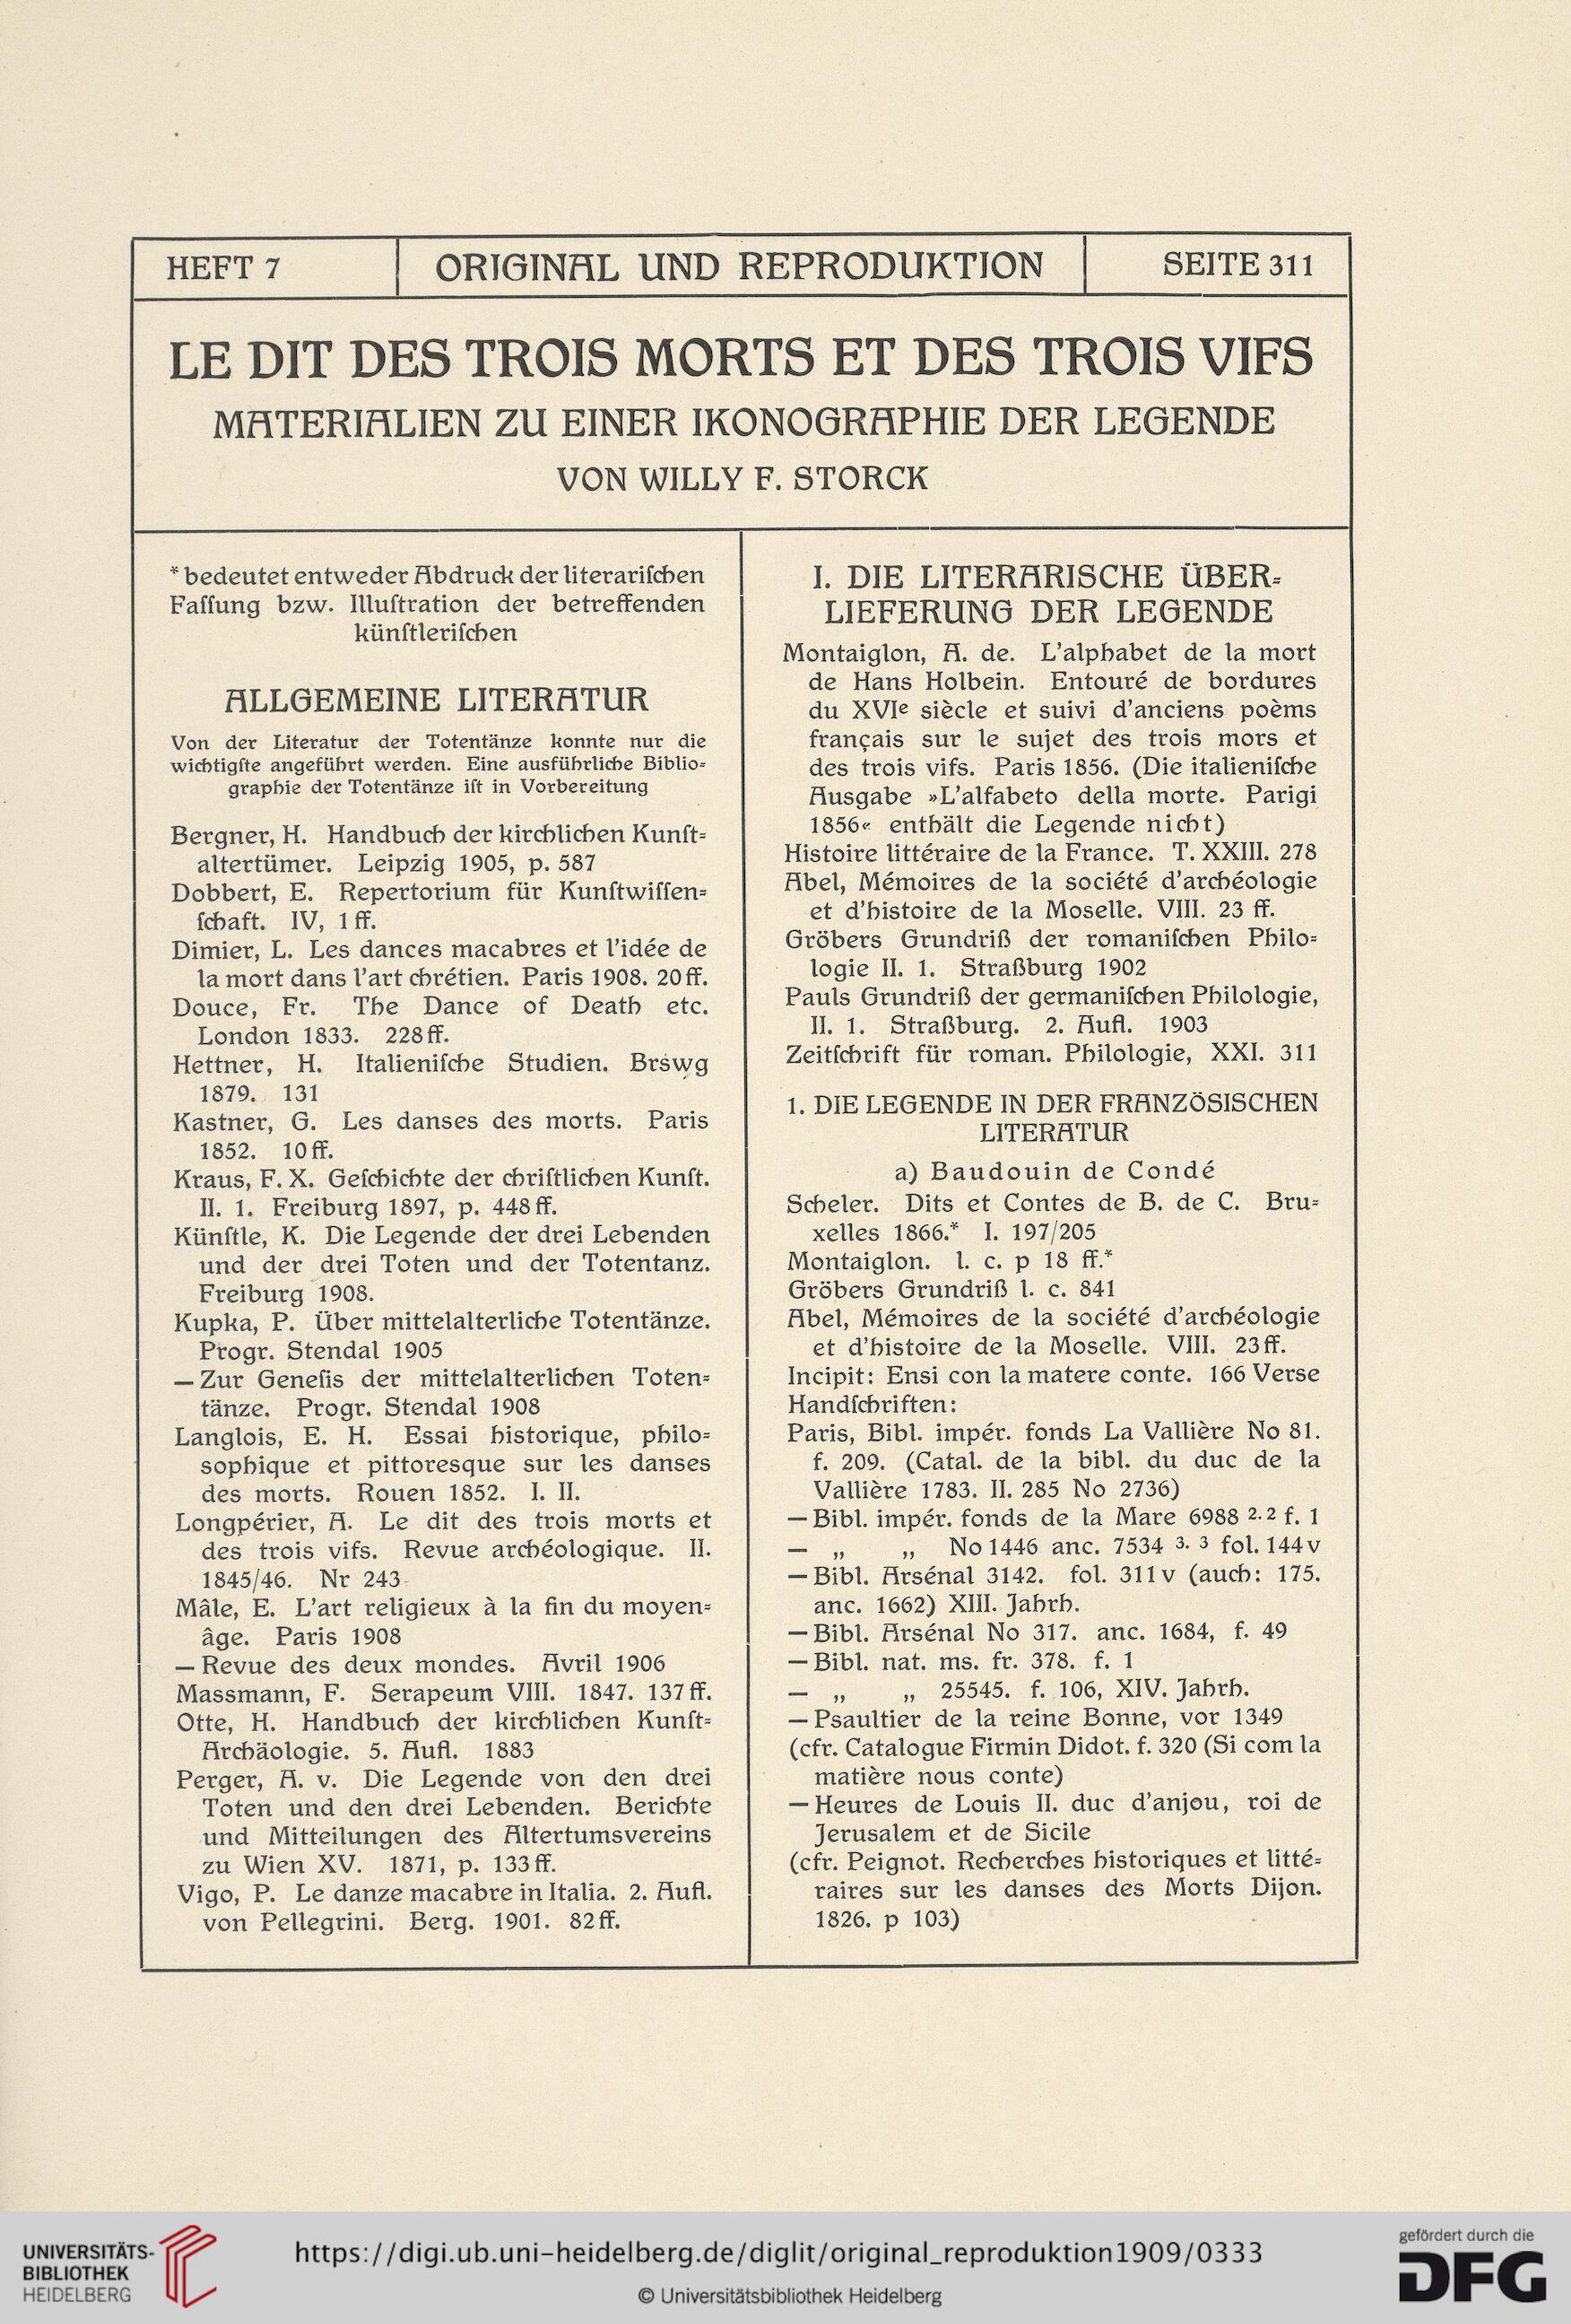 HEFT 7
ORIGINAL UND REPRODUKTION
SEITE 311
LE DIT DES TROIS MORTS ET DES TROIS VIFS
MATERIALIEN ZU EINER IKONOGRAPHIE DER LEGENDE
VON WILLY F. STORCK
* bedeutet entweder Abdruck der literariſchen
Faſſung bzw. Illuſtration der betreffenden
künſtleriſchen
ALLGEMEINE LITERATUR
Von der Literatur der Totentänze konnte nur die
wichtigſte angeführt werden. Eine ausführliche Biblio=
graphie der Totentänze iſt in Vorbereitung
Bergner, H. Handbuch der kirchlichen Kunſt=
altertümer. Leipzig 1905, p. 587
Dobbert, E. Repertorium für Kunſtwiſſen=
ſchaft. IV, 1 ff.
Dimier, L. Les dances macabres et l'idée de
la mort dans l'art chrétien. Paris 1908. 20 ff.
Douce, Fr. The Dance of Death etc.
London 1833. 228 ff.
Hettner, H. Italieniſche Studien. Brswg
1879. 131
Kastner, G. Les danses des morts. Paris
1852. 10 ff.
Kraus, F. X. Geſchichte der chriſtlichen Kunſt.
II. 1. Freiburg 1897, p. 448 ff.
Künſtle, K. Die Legende der drei Lebenden
und der drei Toten und der Totentanz.
Freiburg 1908.
Kupka, P. Über mittelalterliche Totentänze.
Progr. Stendal 1905
— Zur Geneſis der mittelalterlichen Toten=
tänze. Progr. Stendal 1908
Langlois, E. H. Essai historique, philo=
sophique et pittoresque sur les danses
des morts. Rouen 1852. I. II.
Longpérier, A. Le dit des trois morts et
des trois vifs. Revue archéologique. II.
1845/46. Nr 243
Mâle, E. L'art religieux à la fin du moyen=
âge. Paris 1908
— Revue des deux mondes. Avril 1906
Massmann, F. Serapeum VIII. 1847. 137 ff.
Otte, H. Handbuch der kirchlichen Kunſt=
Archäologie. 5. Aufl. 1883
Perger, A. v. Die Legende von den drei
Toten und den drei Lebenden. Berichte
und Mitteilungen des Altertumsvereins
zu Wien XV. 1871, p. 133 ff.
Vigo, P. Le danze macabre in Italia. 2. Aufl.
von Pellegrini. Berg. 1901. 82 ff.
I. DIE LITERARISCHE ÜBER=
LIEFERUNG DER LEGENDE
Montaiglon, A. de. L'alphabet de la mort
de Hans Holbein. Entouré de bordures
du XVIe siècle et suivi d'anciens poèms
français sur le sujet des trois mors et
des trois vifs. Paris 1856. (Die italieniſche
Ausgabe »L'alfabeto della morte. Parigi
1856« enthält die Legende nicht)
Histoire littéraire de la France. T. XXIII. 278
Abel, Mémoires de la société d'archéologie
et d'histoire de la Moselle. VIII. 23 ff.
Gröbers Grundriß der romaniſchen Philo=
logie II. 1. Straßburg 1902
Pauls Grundriß der germaniſchen Philologie,
II. 1. Straßburg. 2. Aufl. 1903
Zeitſchrift für roman. Philologie, XXI. 311
1. DIE LEGENDE IN DER FRANZÖSISCHEN
LITERATUR
a) Baudouin de Condé
Scheler. Dits et Contes de B. de C. Bru=
xelles 1866.* I. 197/205
Montaiglon. l. c. p 18 ff.*
Gröbers Grundriß l. c. 841
Abel, Mémoires de la société d'archéologie
et d'histoire de la Moselle. VIII. 23 ff.
Incipit: Ensi con la matere conte. 166 Verse
Handſchriften:
Paris, Bibl. impér. fonds La Vallière No 81.
f. 209. (Catal. de la bibl. du duc de la
Vallière 1783. II. 285 No 2736)
— Bibl. impér. fonds de la Mare 6988 2.2 f. 1
— „ „ No 1446 anc. 7534 3. 3 fol. 144 v
— Bibl. Arsénal 3142. fol. 311 v (auch: 175.
anc. 1662) XIII. Jahrh.
— Bibl. Arsénal No 317. anc. 1684, f. 49
— Bibl. nat. ms. fr. 378. f. 1
— „ „ 25545. f. 106, XIV. Jahrh.
— Psaultier de la reine Bonne, vor 1349
(cfr. Catalogue Firmin Didot. f. 320 (Si com la
matière nous conte)
— Heures de Louis II. duc d'anjou, roi de
Jerusalem et de Sicile
(cfr. Peignot. Recherches historiques et litté=
raires sur les danses des Morts Dijon.
1826. p 103)
UNIVERSITÄTS-
BIBLIOTHEK
HEIDELBERG
https://digi.ub.uni-heidelberg.de/diglit/original_reproduktion1909/0333
© Universitätsbibliothek Heidelberg
gefördert durch die
DFG